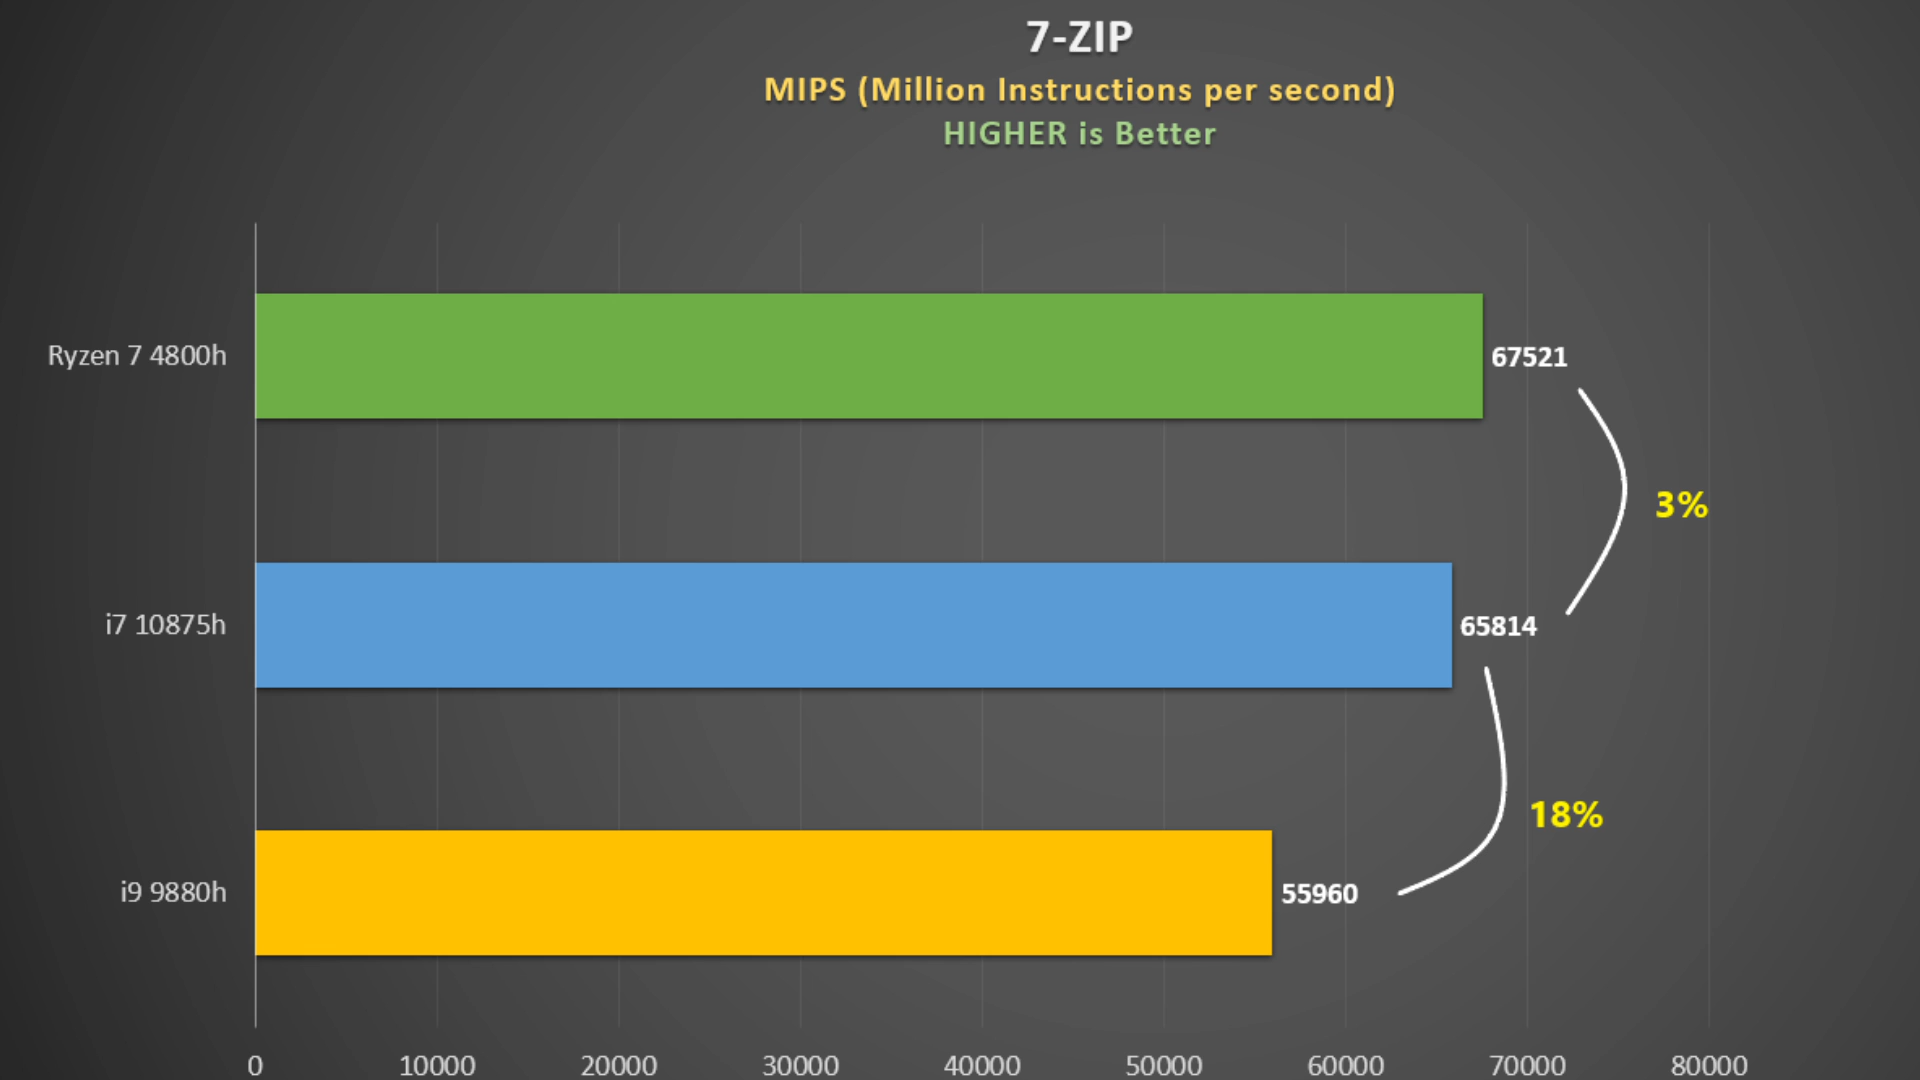 7-ZIP
MIPS (Million Instructions per second)
HIGHER is Better
Ryzen 7 4800h
67521
3%
i7 10875h
65814
18%
i9 9880h
55960
0 10000 20000 30000 40000 50000 60000 70000 80000